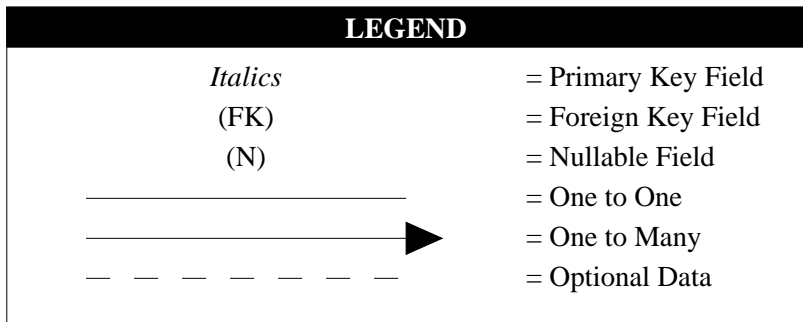 LEGEND
Italics = Primary Key Field
(FK) = Foreign Key Field
(N) = Nullable Field
= One to One
= One to Many
= Optional Data